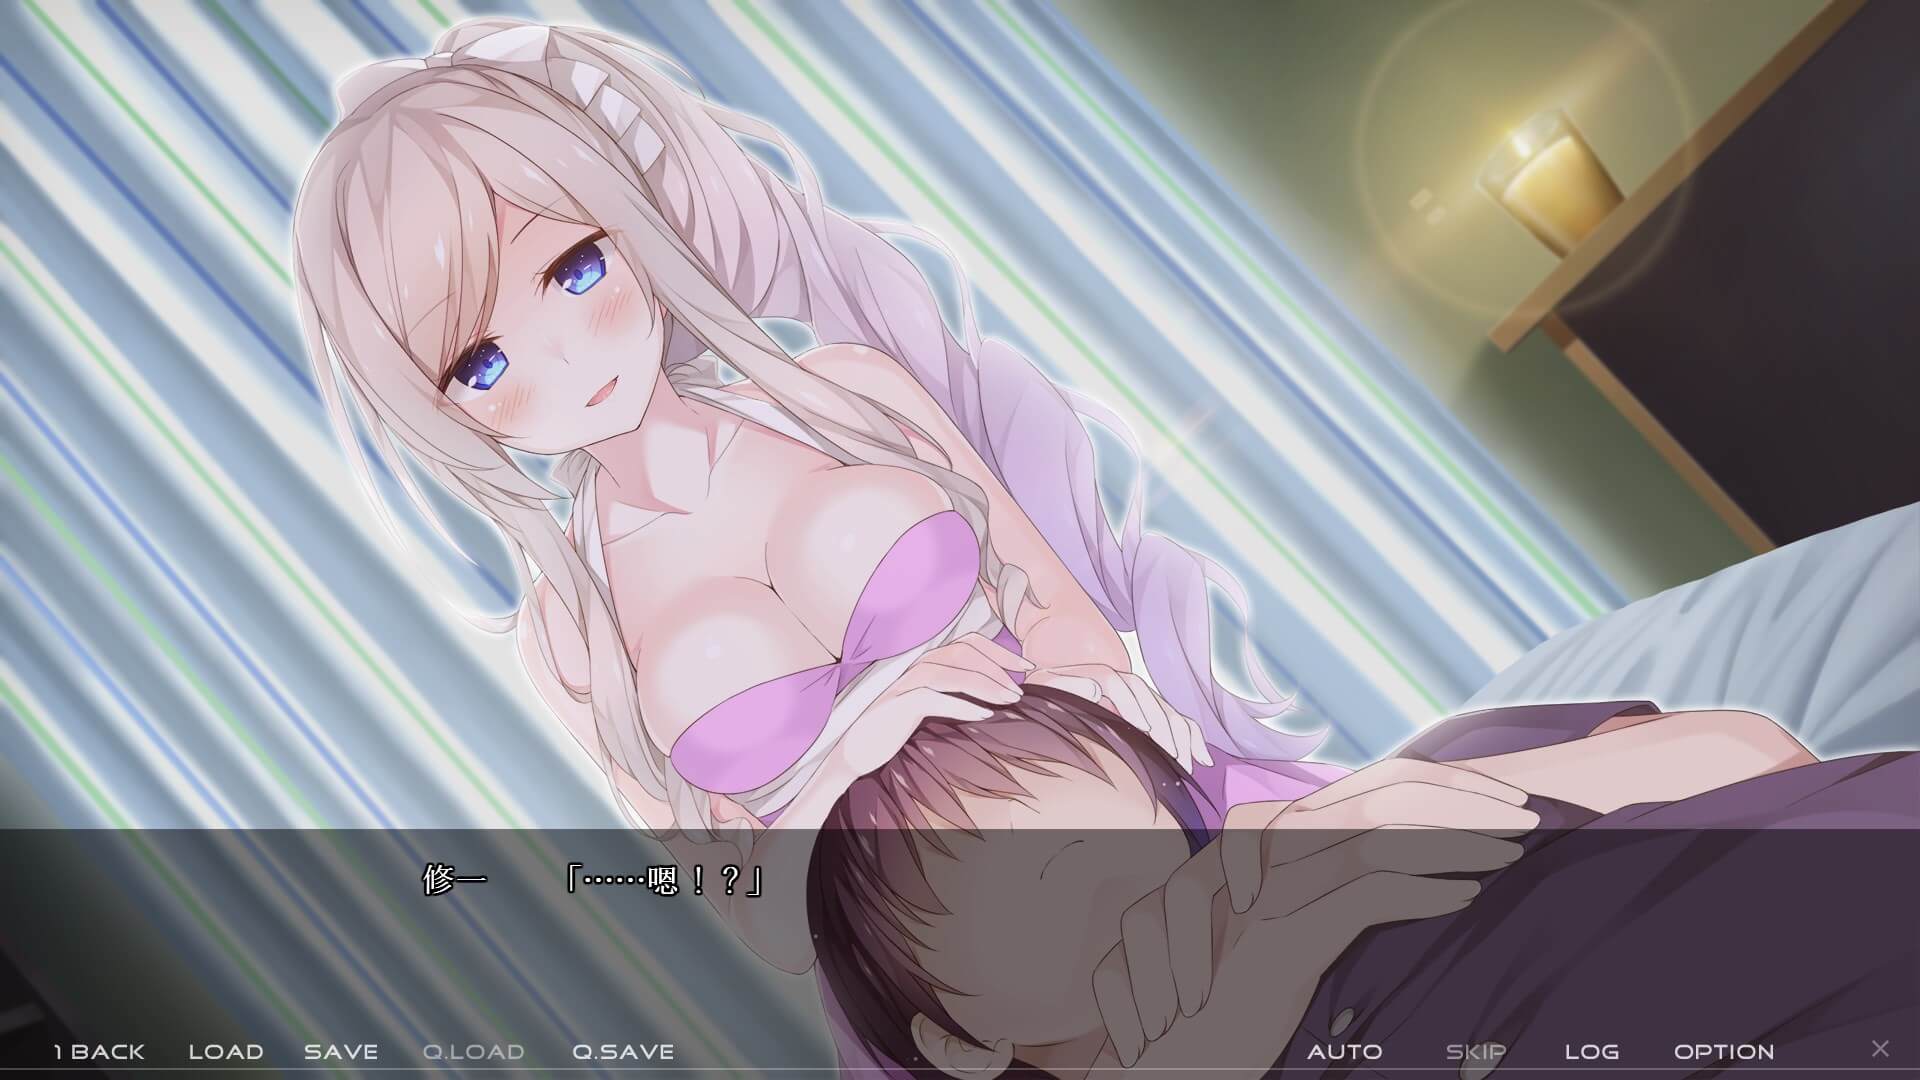 修一 「……嗯！？」
1 BACK LOAD SAVE Q.LOAD Q.SAVE AUTO SKIP LOG OPTION ×